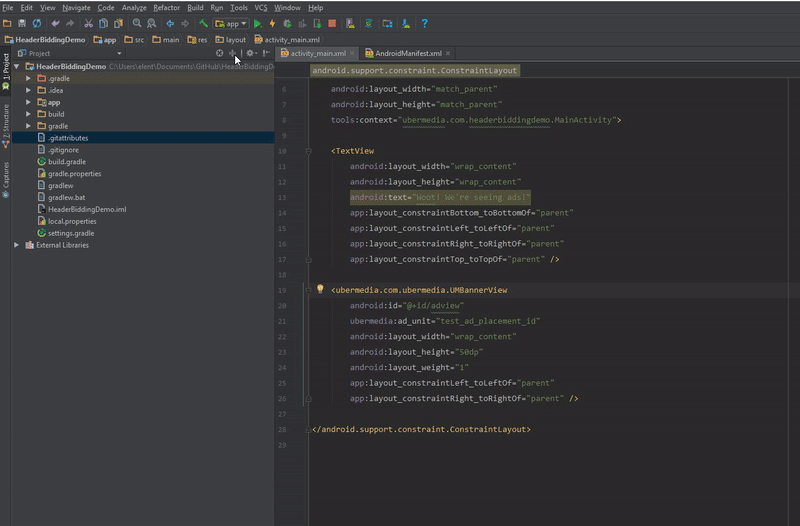 File Edit View Navigate Code Analyze Refactor Build Run Tools VCS Window Help
app
HeaderBiddingDemo app src main res layout activity_main.xml
Project
activity_main.xml AndroidManifest.xml
1: Project
7: Structure
Captures
HeaderBiddingDemo C:\Users\elent\Documents\GitHub\HeaderBiddingD
.gradle
.idea
app
build
gradle
.gitattributes
.gitignore
build.gradle
gradle.properties
gradlew
gradlew.bat
HeaderBiddingDemo.iml
local.properties
settings.gradle
External Libraries
android.support.constraint.ConstraintLayout
6 android:layout_width="match_parent"
7 android:layout_height="match_parent"
8 tools:context="ubermedia.com.headerbiddingdemo.MainActivity">
9
10 <TextView
11 android:layout_width="wrap_content"
12 android:layout_height="wrap_content"
13 android:text="Woot! We're seeing ads!"
14 app:layout_constraintBottom_toBottomOf="parent"
15 app:layout_constraintLeft_toLeftOf="parent"
16 app:layout_constraintRight_toRightOf="parent"
17 app:layout_constraintTop_toTopOf="parent" />
18
19 <ubermedia.com.ubermedia.UMBannerView
20 android:id="@+id/adview"
21 ubermedia:ad_unit="test_ad_placement_id"
22 android:layout_width="wrap_content"
23 android:layout_height="50dp"
24 android:layout_weight="1"
25 app:layout_constraintLeft_toLeftOf="parent"
26 app:layout_constraintRight_toRightOf="parent" />
27
28 </android.support.constraint.ConstraintLayout>
29